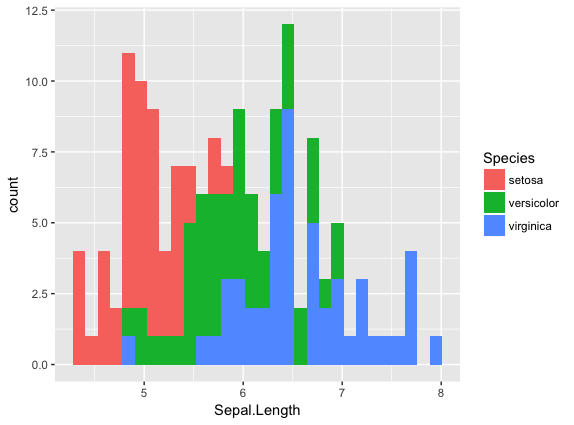 12.5
10.0
7.5
5.0
2.5
0.0
count
5 6 7 8
Sepal.Length
Species
setosa
versicolor
virginica